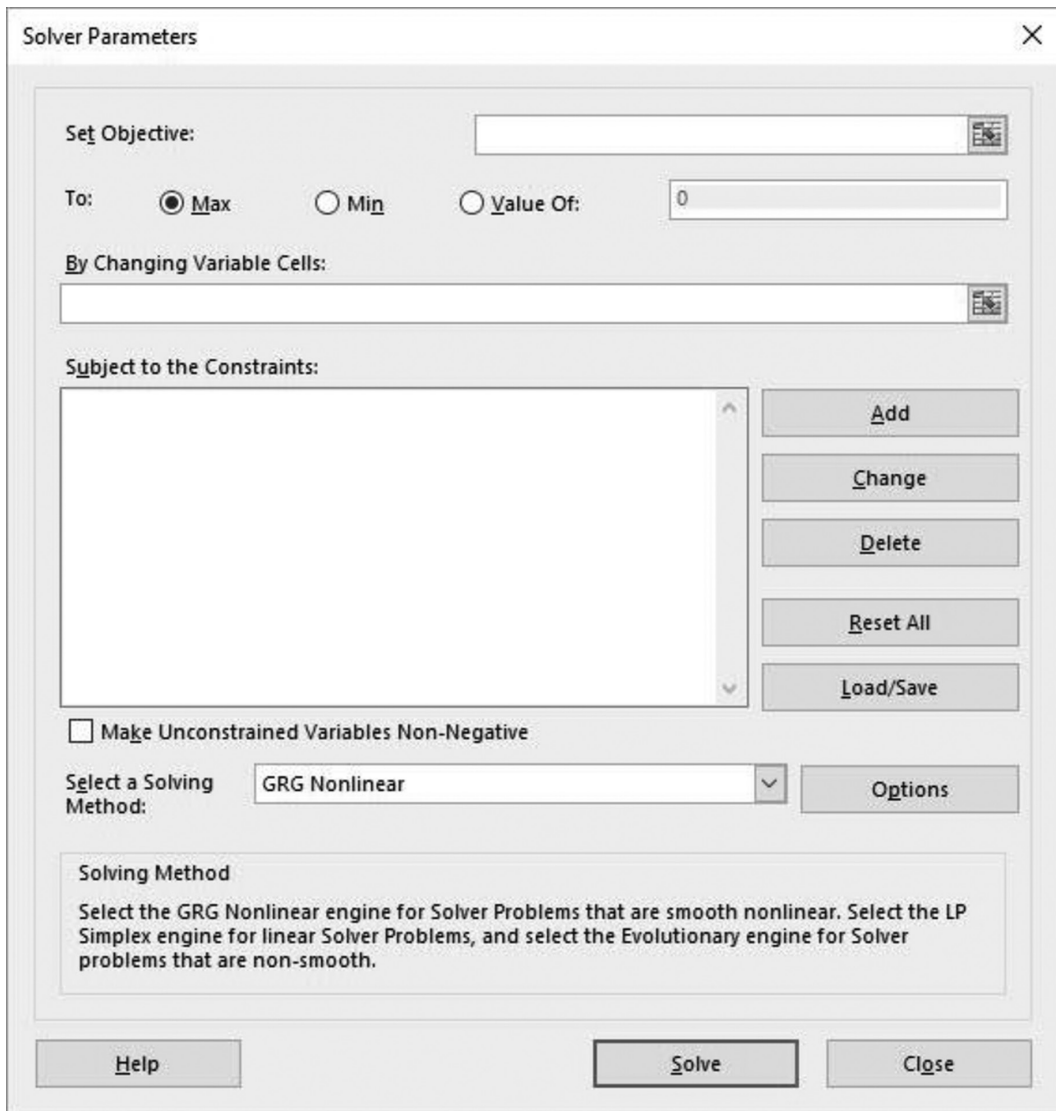 Solver Parameters
Set Objective:
To: Max Min Value Of: 0
By Changing Variable Cells:
Subject to the Constraints:
Add
Change
Delete
Reset All
Load/Save
Make Unconstrained Variables Non-Negative
Select a Solving
Method:
GRG Nonlinear
Options
Solving Method
Select the GRG Nonlinear engine for Solver Problems that are smooth nonlinear. Select the LP
Simplex engine for linear Solver Problems, and select the Evolutionary engine for Solver
problems that are non-smooth.
Help Solve Close